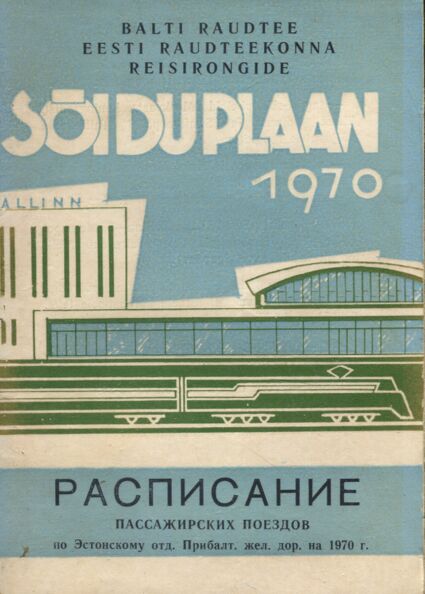 BALTI RAUDTEE
EESTI RAUDTEEKONNA
REISIRONGIDE
SÕIDUPLAAN
1970
ALLINN
РАСПИСАНИЕ
ПАССАЖИРСКИХ ПОЕЗДОВ
по Эстонскому отд. Прибалт. жел. дор. на 1970 г.